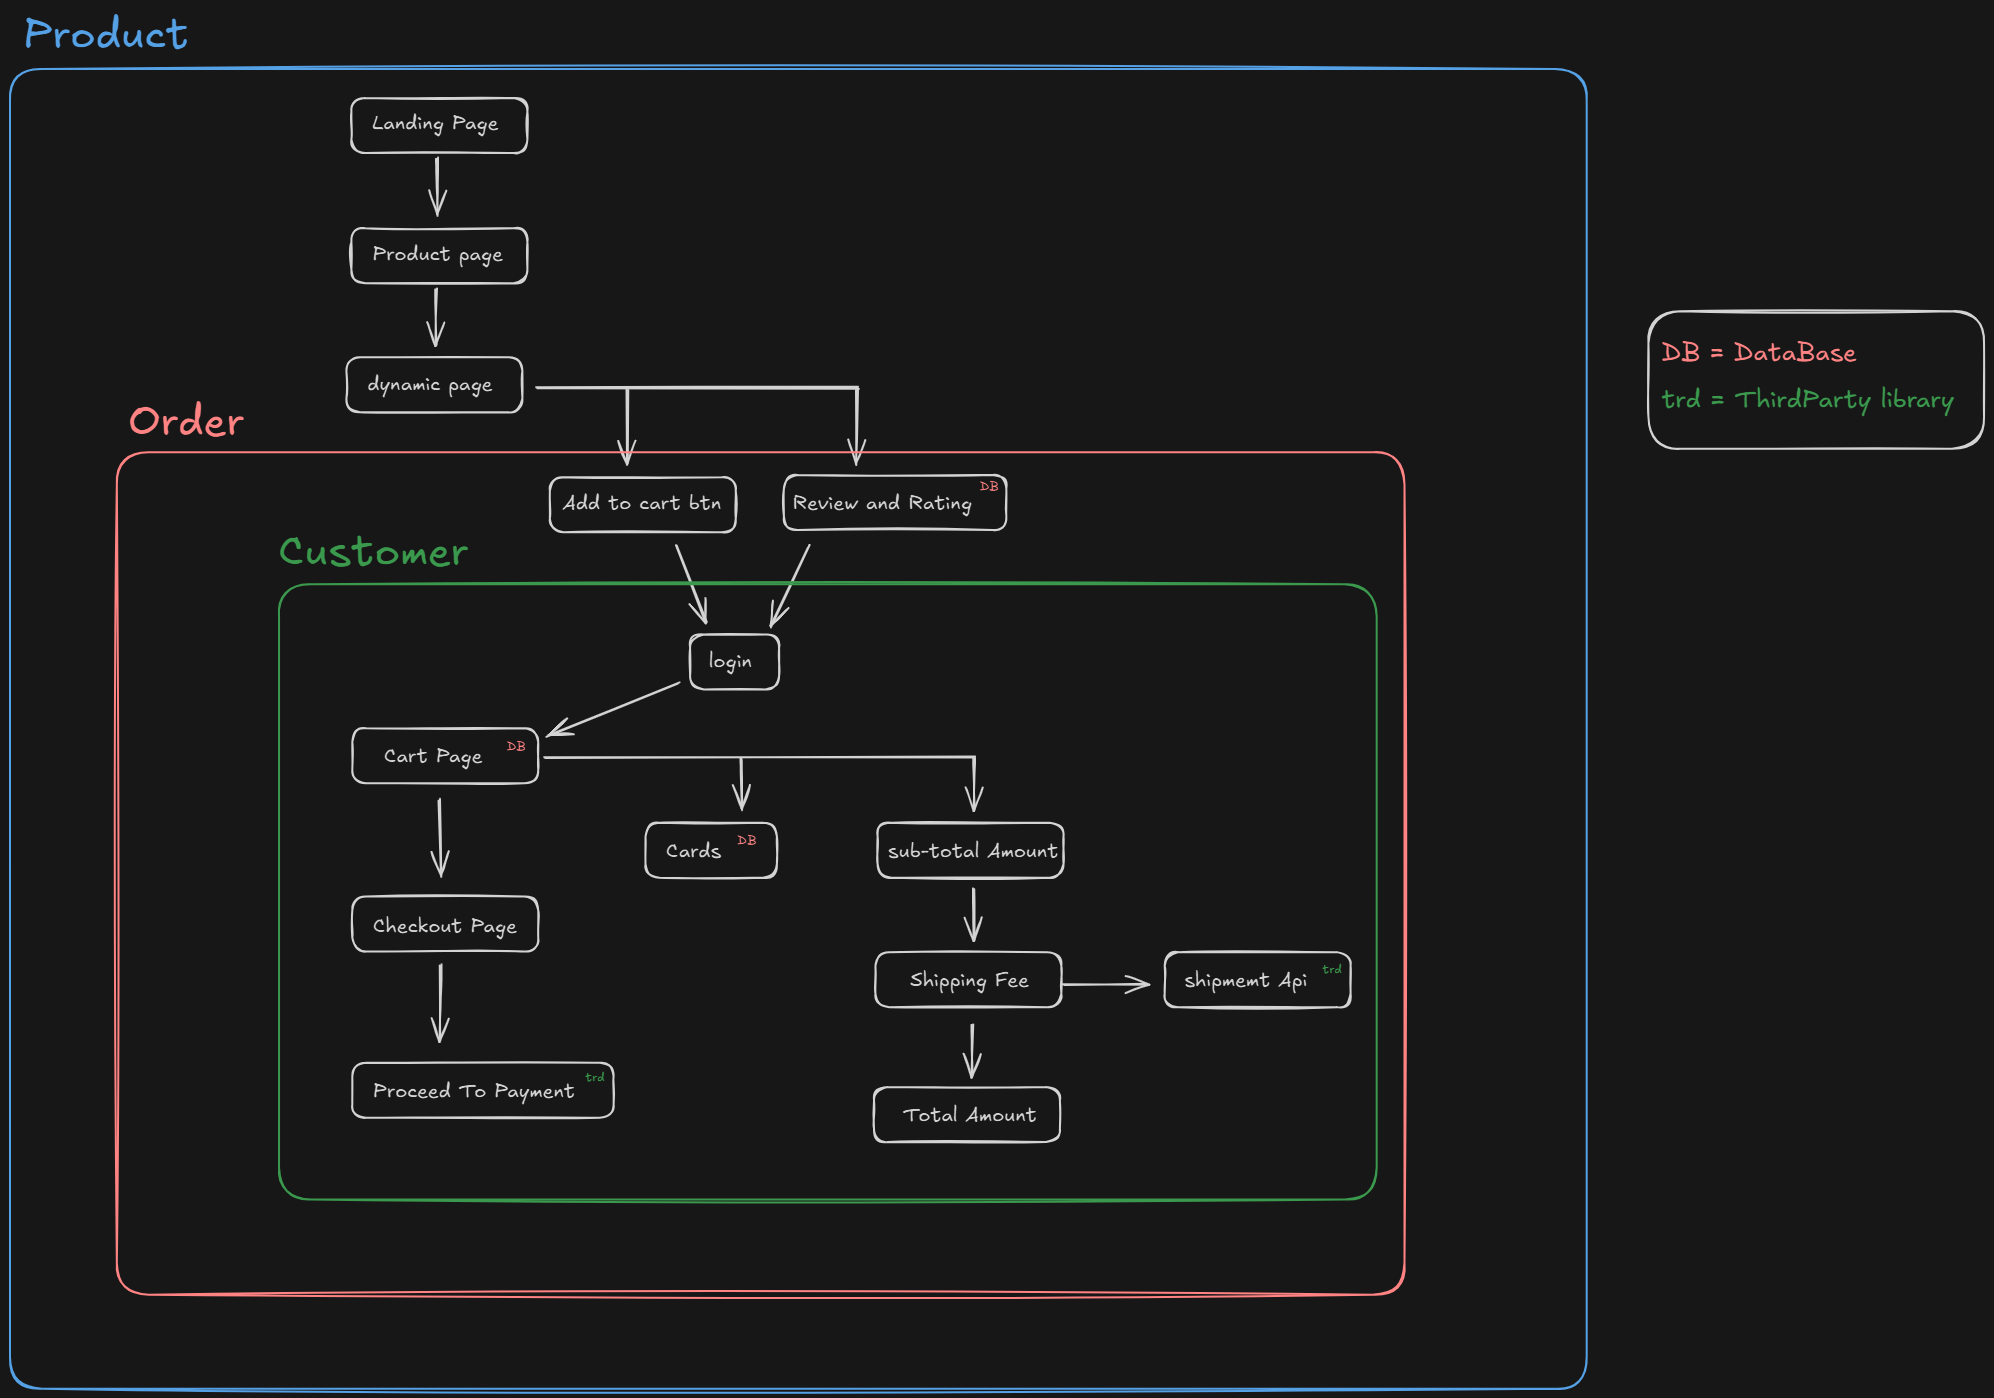 Product
Landing Page
Product page
DB = DataBase
trd = ThirdParty library
dynamic page
Order
Add to cart btn
Review and Rating DB
Customer
login
Cart Page DB
Cards DB
sub-total Amount
Checkout Page
Shipping Fee
shipmemt Api trd
Proceed To Payment trd
Total Amount